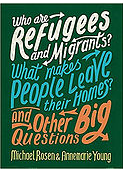 Who are
Refugees
and Migrants?
What makes
People Leave
their Homes?
And Other Big
Questions
Michael Rosen & Annemarie Young